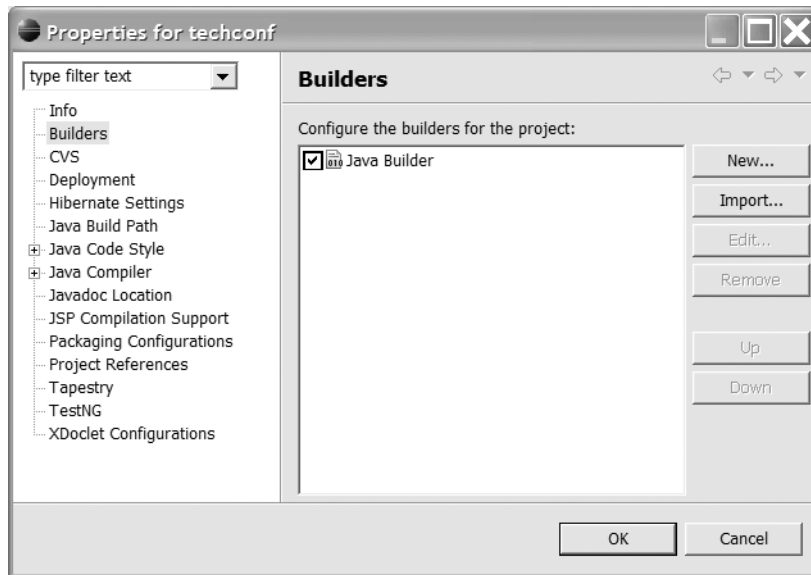 Properties for techconf
type filter text
Info
Builders
CVS
Deployment
Hibernate Settings
Java Build Path
Java Code Style
Java Compiler
Javadoc Location
JSP Compilation Support
Packaging Configurations
Project References
Tapestry
TestNG
XDoclet Configurations
Builders
Configure the builders for the project:
010 Java Builder
New...
Import...
Edit...
Remove
Up
Down
OK
Cancel